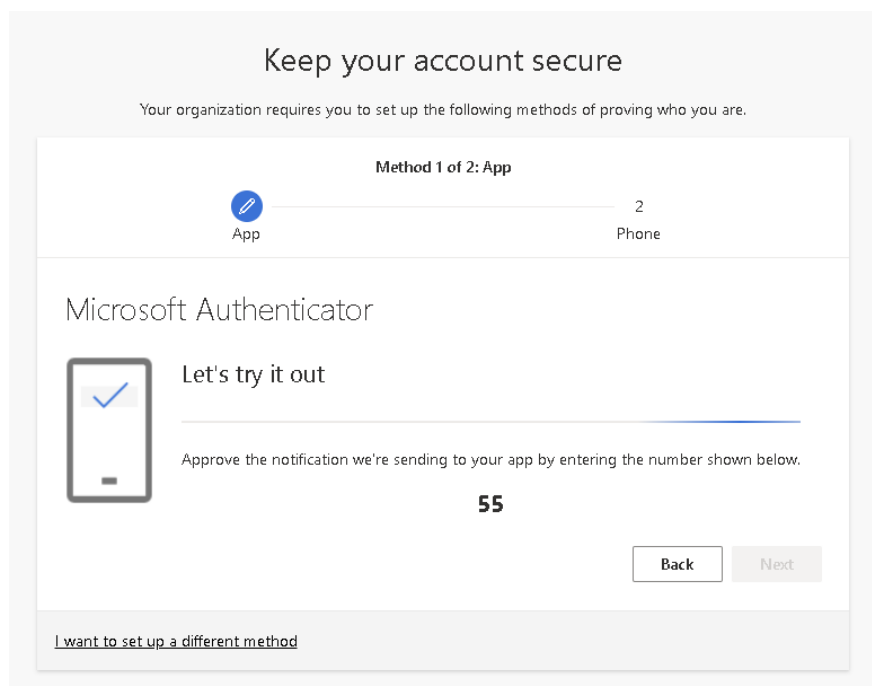 Keep your account secure
Your organization requires you to set up the following methods of proving who you are.
Method 1 of 2: App
2
App
Phone
Microsoft Authenticator
Let's try it out
Approve the notification we're sending to your app by entering the number shown below.
55
Back
Next
I want to set up a different method